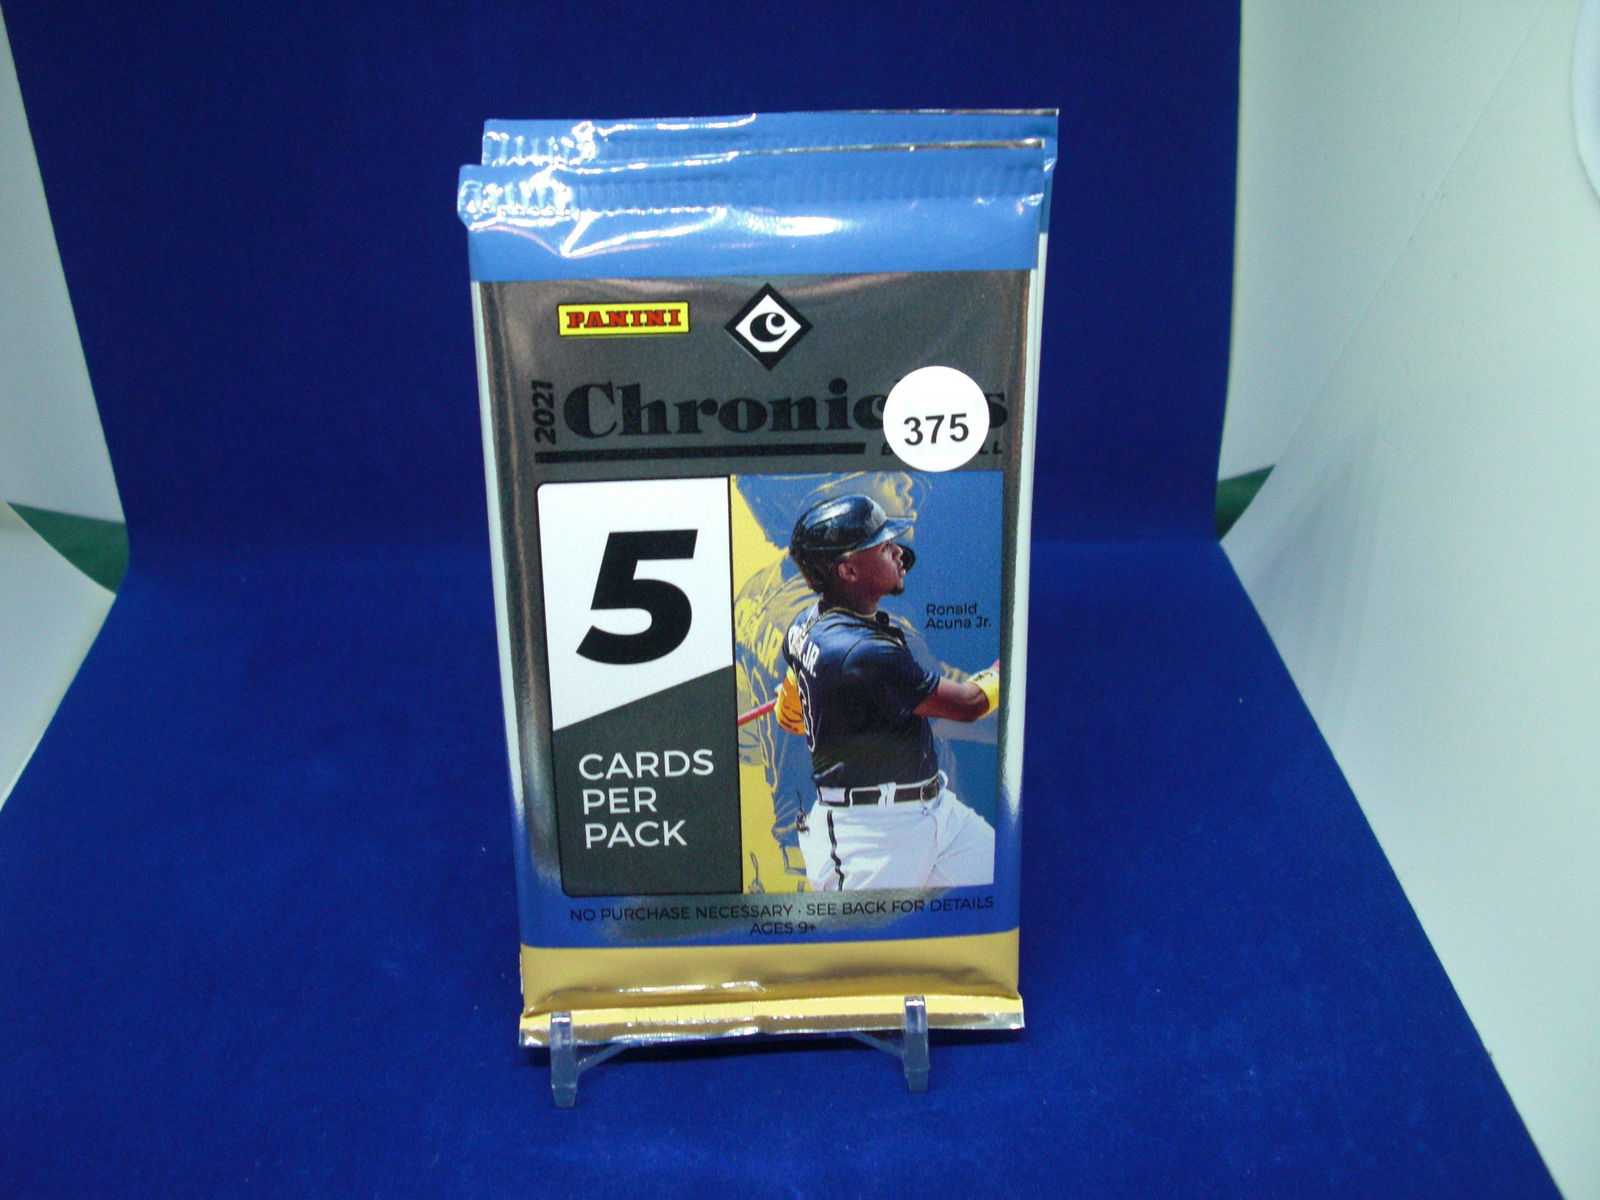 PANINI
C
2021
375
5
Ronald
Acuna Jr.
JR.
CARDS
PER
PACK
NO PURCHASE NECESSARY · SEE BACK FOR DETAILS
AGES 9+